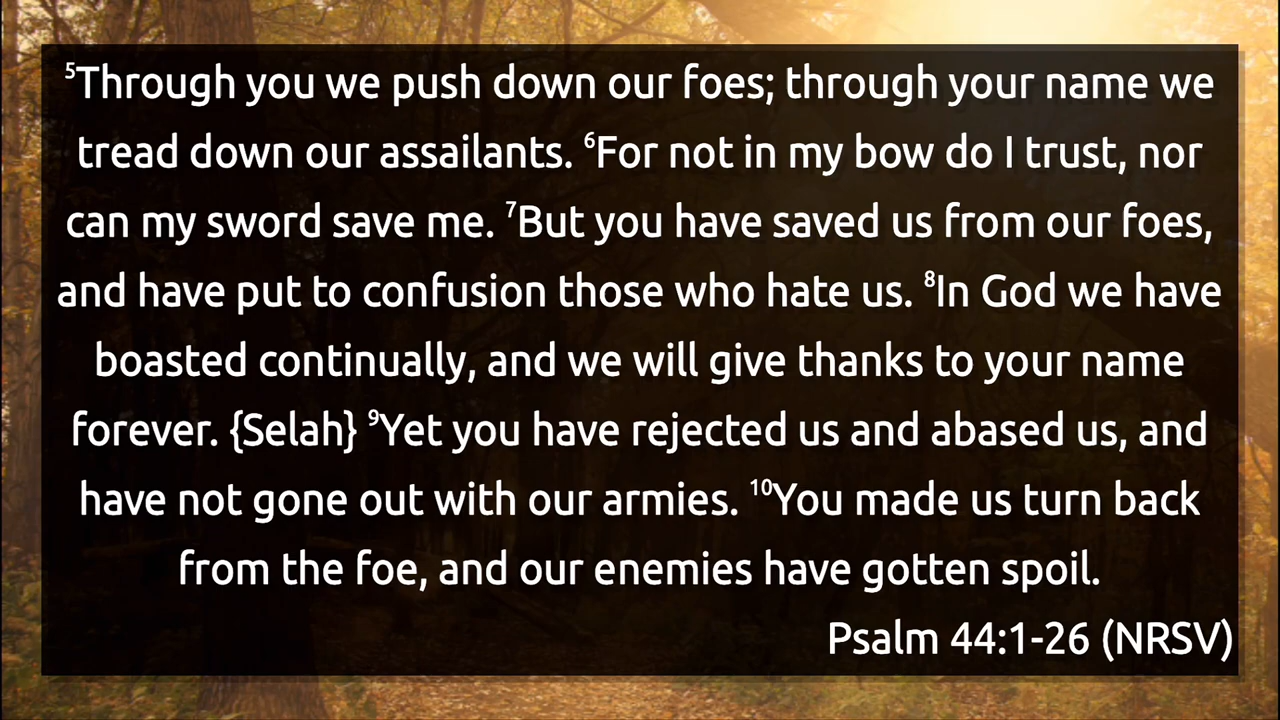 ⁵Through you we push down our foes; through your name we
tread down our assailants. ⁶For not in my bow do I trust, nor
can my sword save me. ⁷But you have saved us from our foes,
and have put to confusion those who hate us. ⁸In God we have
boasted continually, and we will give thanks to your name
forever. {Selah} ⁹Yet you have rejected us and abased us, and
have not gone out with our armies. ¹⁰You made us turn back
from the foe, and our enemies have gotten spoil.
Psalm 44:1-26 (NRSV)